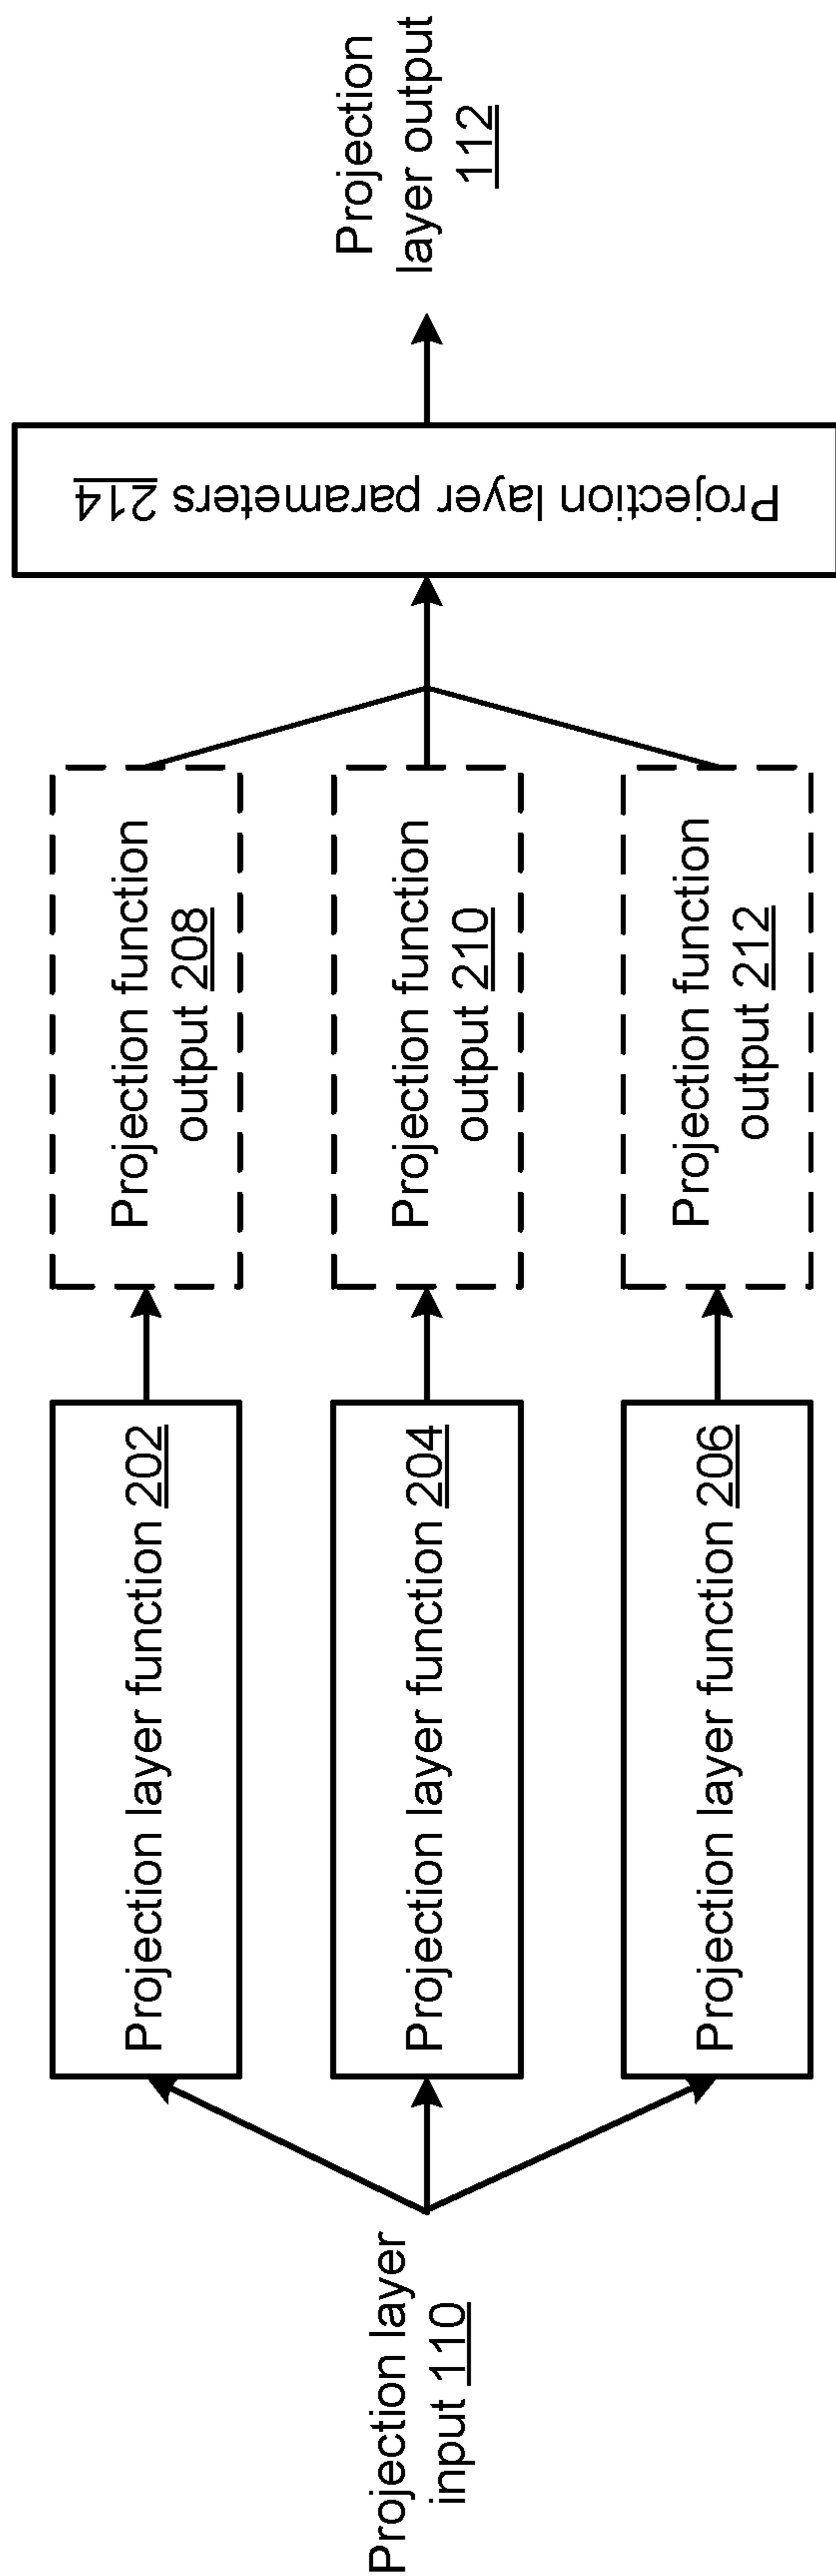 Projection layer
input 110
Projection layer function 202
Projection layer function 204
Projection layer function 206
Projection function
output 208
Projection function
output 210
Projection function
output 212
Projection layer parameters 214
Projection
layer output
112